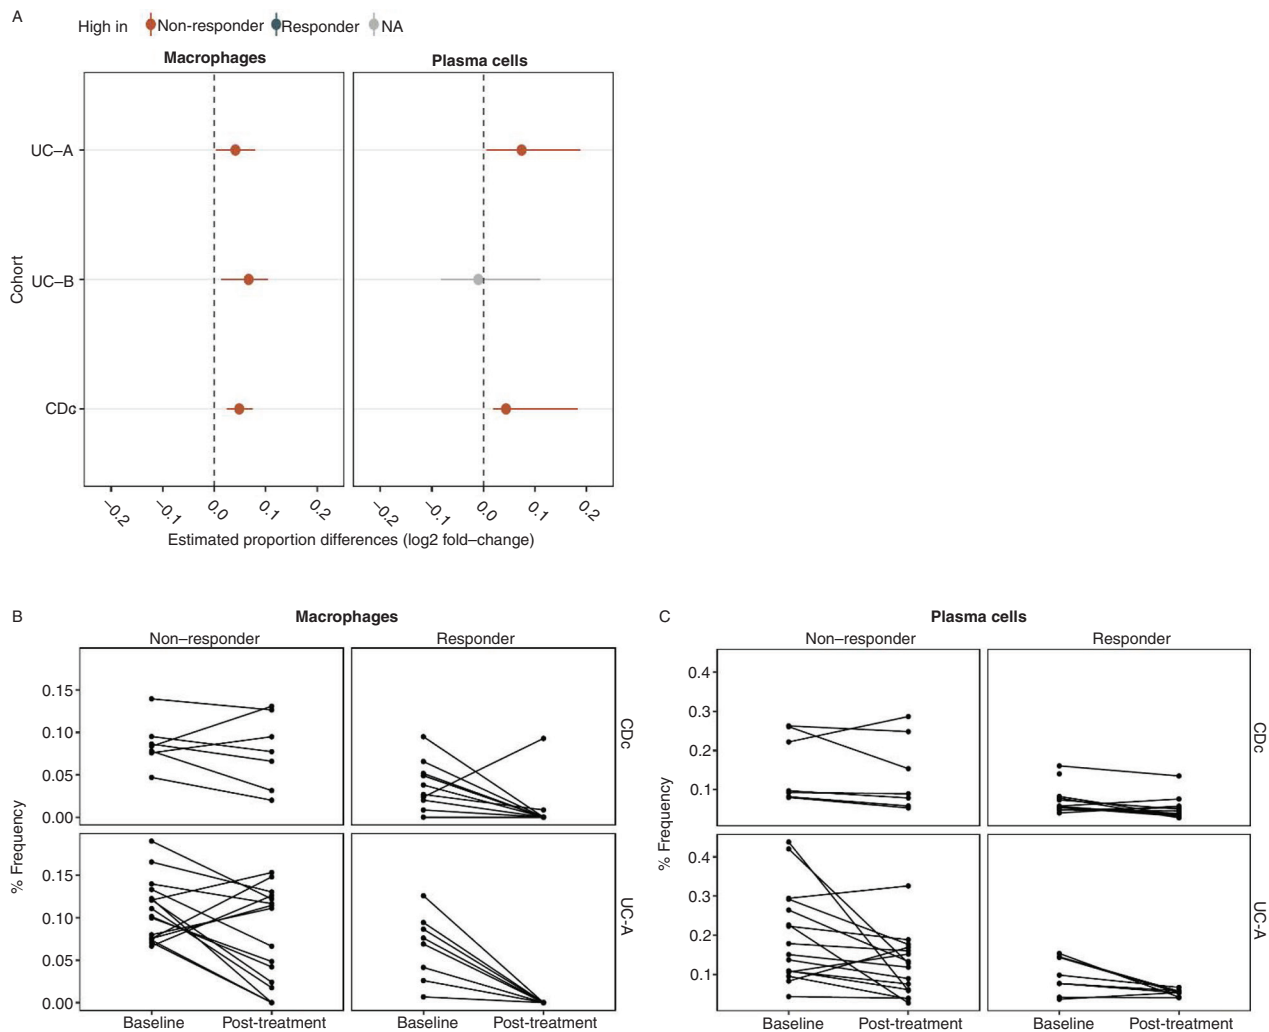 A
High in Non-responder Responder NA
Macrophages Plasma cells
Cohort
UC–A
UC–B
CDc
–0.2 –0.1 0.0 0.1 0.2 –0.2 –0.1 0.0 0.1 0.2
Estimated proportion differences (log2 fold–change)
B Macrophages
Non–responder Responder
% Frequency
0.15
0.10
0.05
0.00
CDc
0.15
0.10
0.05
0.00
UC-A
Baseline Post-treatment Baseline Post-treatment
C Plasma cells
Non–responder Responder
% Frequency
0.4
0.3
0.2
0.1
CDc
0.4
0.3
0.2
0.1
UC-A
Baseline Post-treatment Baseline Post-treatment